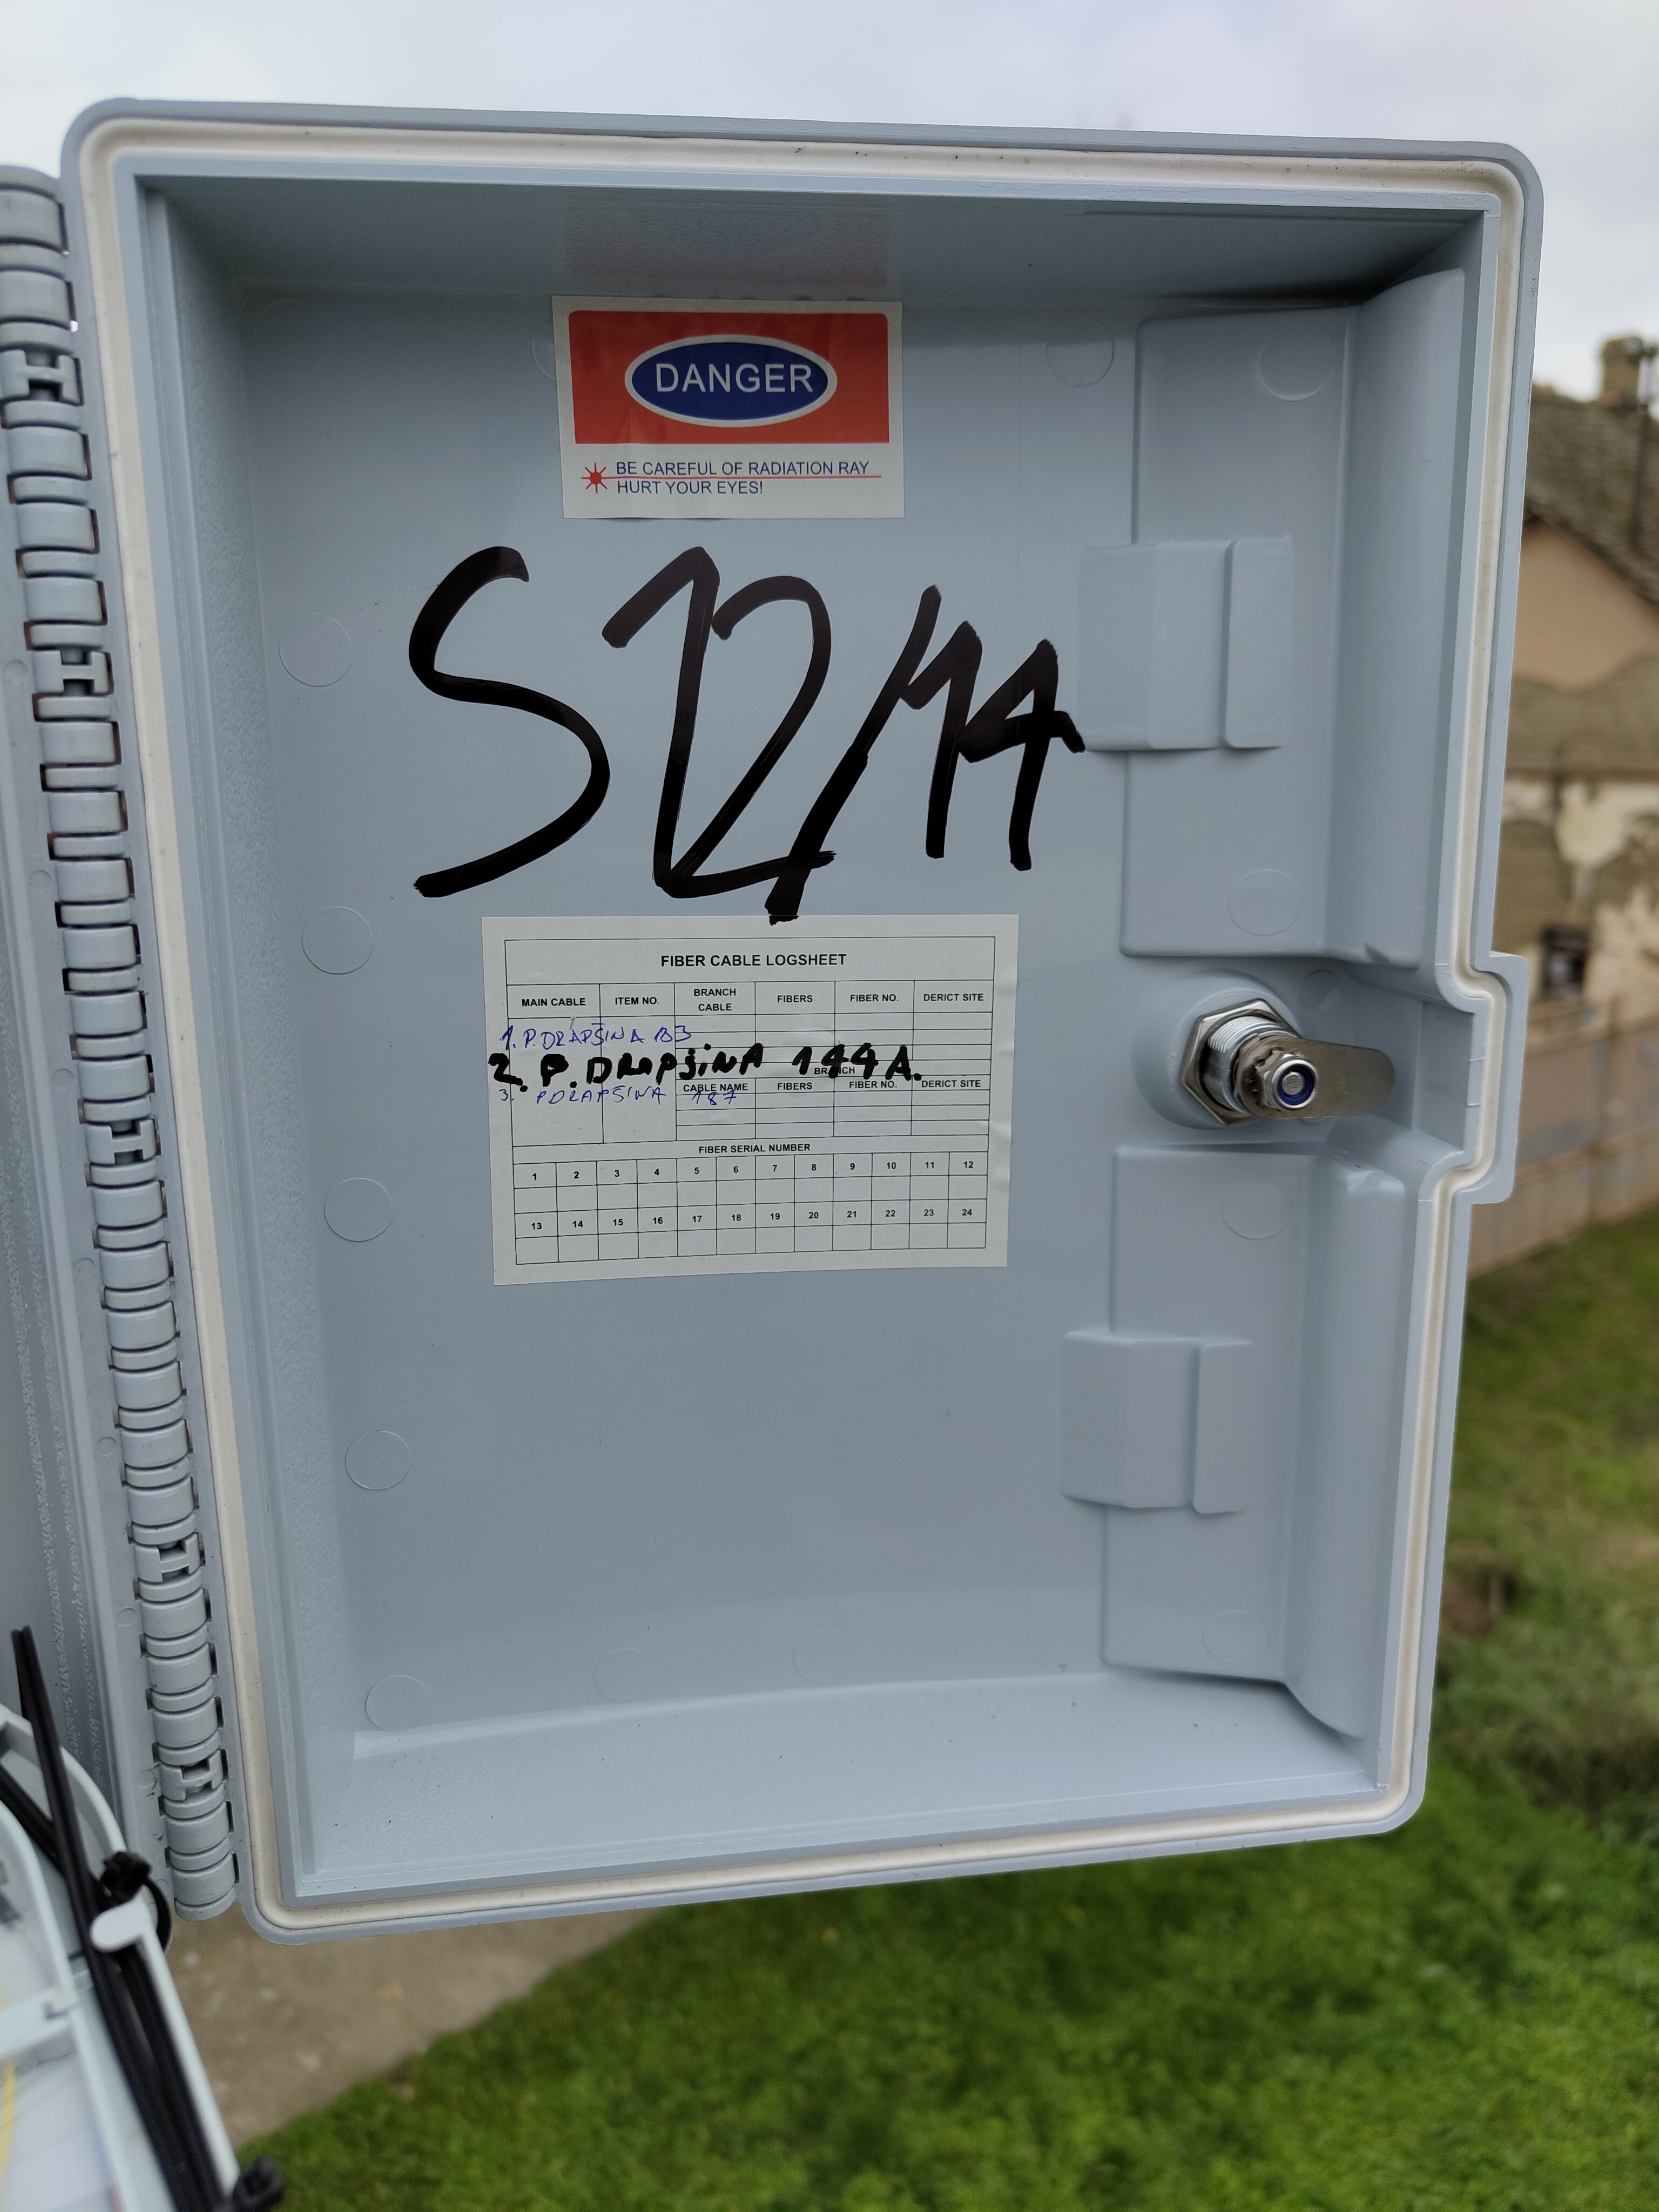 DANGER
BE CAREFUL OF RADIATION RAY
HURT YOUR EYES!
S12/14
FIBER CABLE LOGSHEET
MAIN CABLE ITEM NO. BRANCH CABLE FIBERS FIBER NO. DERICT SITE
1. P. DRAPŠINA 183
2. P. DRAPŠINA 144A.
BRANCH
CABLE NAME FIBERS FIBER NO. DERICT SITE
3. P DRAPŠINA 187
FIBER SERIAL NUMBER
1 2 3 4 5 6 7 8 9 10 11 12
13 14 15 16 17 18 19 20 21 22 23 24